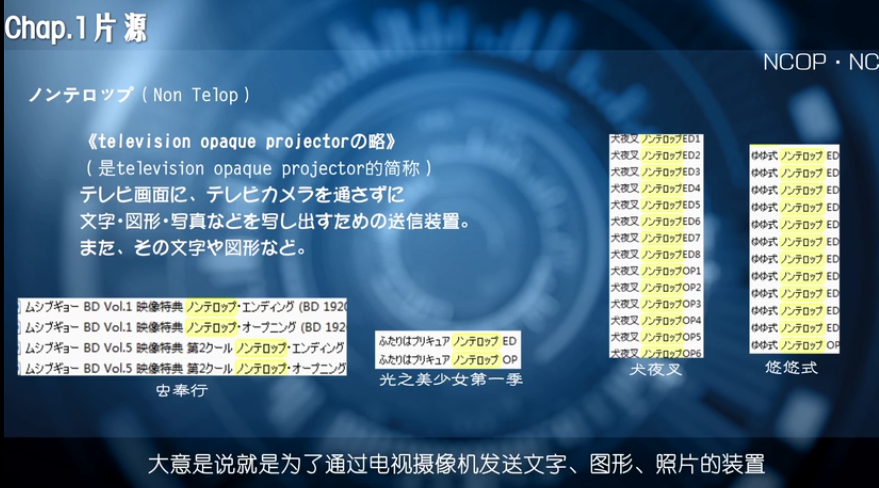 Chap.1片源
NCOP・NC
ノンテロップ（Non Telop）
《television opaque projectorの略》
（是television opaque projector的简称）
テレビ画面に、テレビカメラを通さずに
文字・図形・写真などを写し出すための送信装置。
また、その文字や図形など。
ムシブギョー BD Vol.1 映像特典 ノンテロップ・エンディング (BD 1920
ムシブギョー BD Vol.1 映像特典 ノンテロップ・オープニング (BD 192
ムシブギョー BD Vol.5 映像特典 第2クール ノンテロップ・エンディング
ムシブギョー BD Vol.5 映像特典 第2クール ノンテロップ・オープニング
虫奉行
ふたりはプリキュア ノンテロップ ED
ふたりはプリキュア ノンテロップ OP
光之美少女第一季
犬夜叉 ノンテロップED1
犬夜叉 ノンテロップED2
犬夜叉 ノンテロップED3
犬夜叉 ノンテロップED4
犬夜叉 ノンテロップED5
犬夜叉 ノンテロップED6
犬夜叉 ノンテロップED7
犬夜叉 ノンテロップED8
犬夜叉 ノンテロップOP1
犬夜叉 ノンテロップOP2
犬夜叉 ノンテロップOP3
犬夜叉 ノンテロップOP4
犬夜叉 ノンテロップOP5
犬夜叉 ノンテロップOP6
犬夜叉
ゆゆ式 ノンテロップ ED
ゆゆ式 ノンテロップ ED
ゆゆ式 ノンテロップ ED
ゆゆ式 ノンテロップ ED
ゆゆ式 ノンテロップ ED
ゆゆ式 ノンテロップ ED
ゆゆ式 ノンテロップ ED
ゆゆ式 ノンテロップ ED
ゆゆ式 ノンテロップ ED
ゆゆ式 ノンテロップ ED
ゆゆ式 ノンテロップ ED
ゆゆ式 ノンテロップ OP
悠悠式
大意是说就是为了通过电视摄像机发送文字、图形、照片的装置